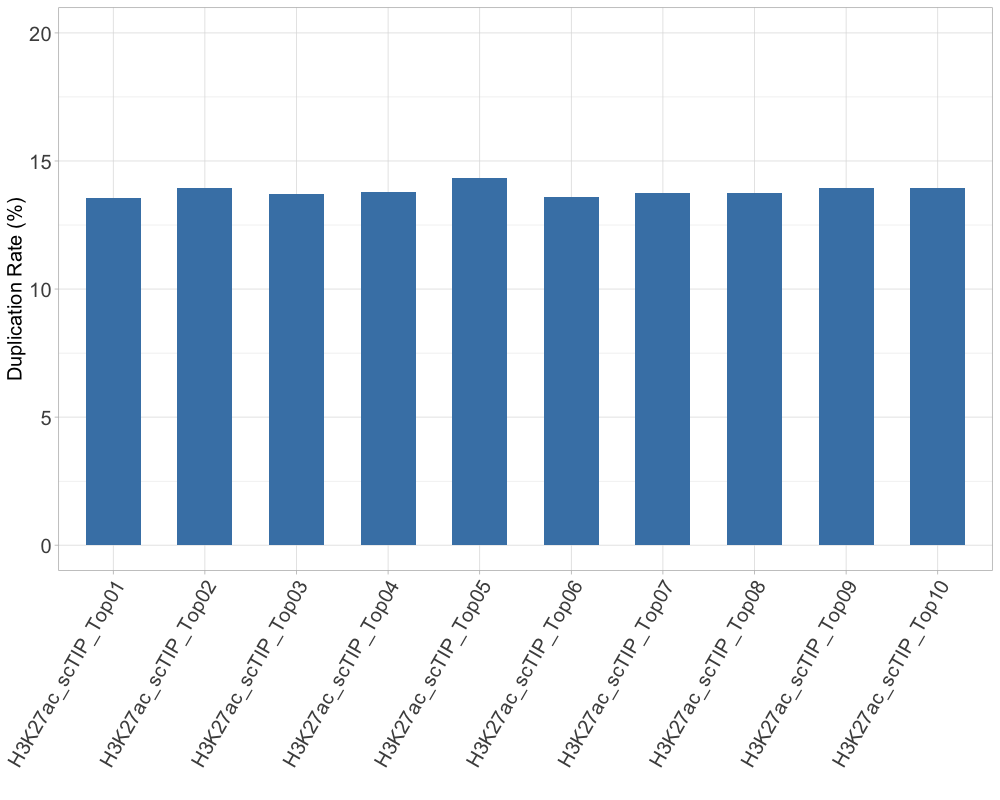 20
15
10
5
0
Duplication Rate (%)
H3K27ac_scTIP_Top01
H3K27ac_scTIP_Top02
H3K27ac_scTIP_Top03
H3K27ac_scTIP_Top04
H3K27ac_scTIP_Top05
H3K27ac_scTIP_Top06
H3K27ac_scTIP_Top07
H3K27ac_scTIP_Top08
H3K27ac_scTIP_Top09
H3K27ac_scTIP_Top10